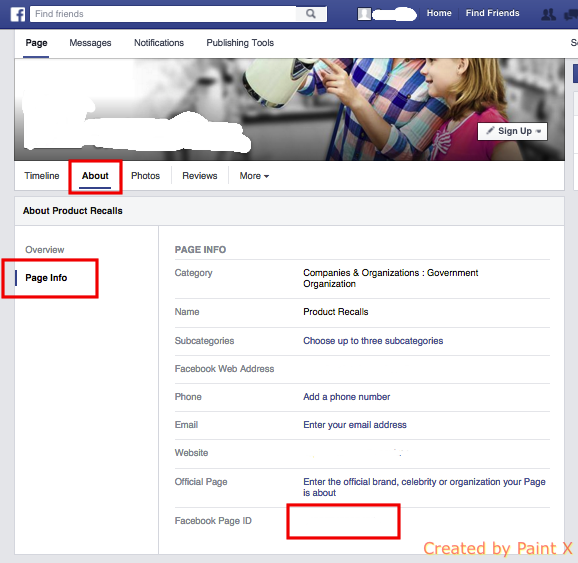 Find friends
Home
Find Friends
Page
Messages
Notifications
Publishing Tools
Sign Up
Timeline
About
Photos
Reviews
More
About Product Recalls
Overview
Page Info
PAGE INFO
Category
Companies & Organizations : Government
Organization
Name
Product Recalls
Subcategories
Choose up to three subcategories
Facebook Web Address
Phone
Add a phone number
Email
Enter your email address
Website
Official Page
Enter the official brand, celebrity or organization your Page
is about
Facebook Page ID
Created by Paint X